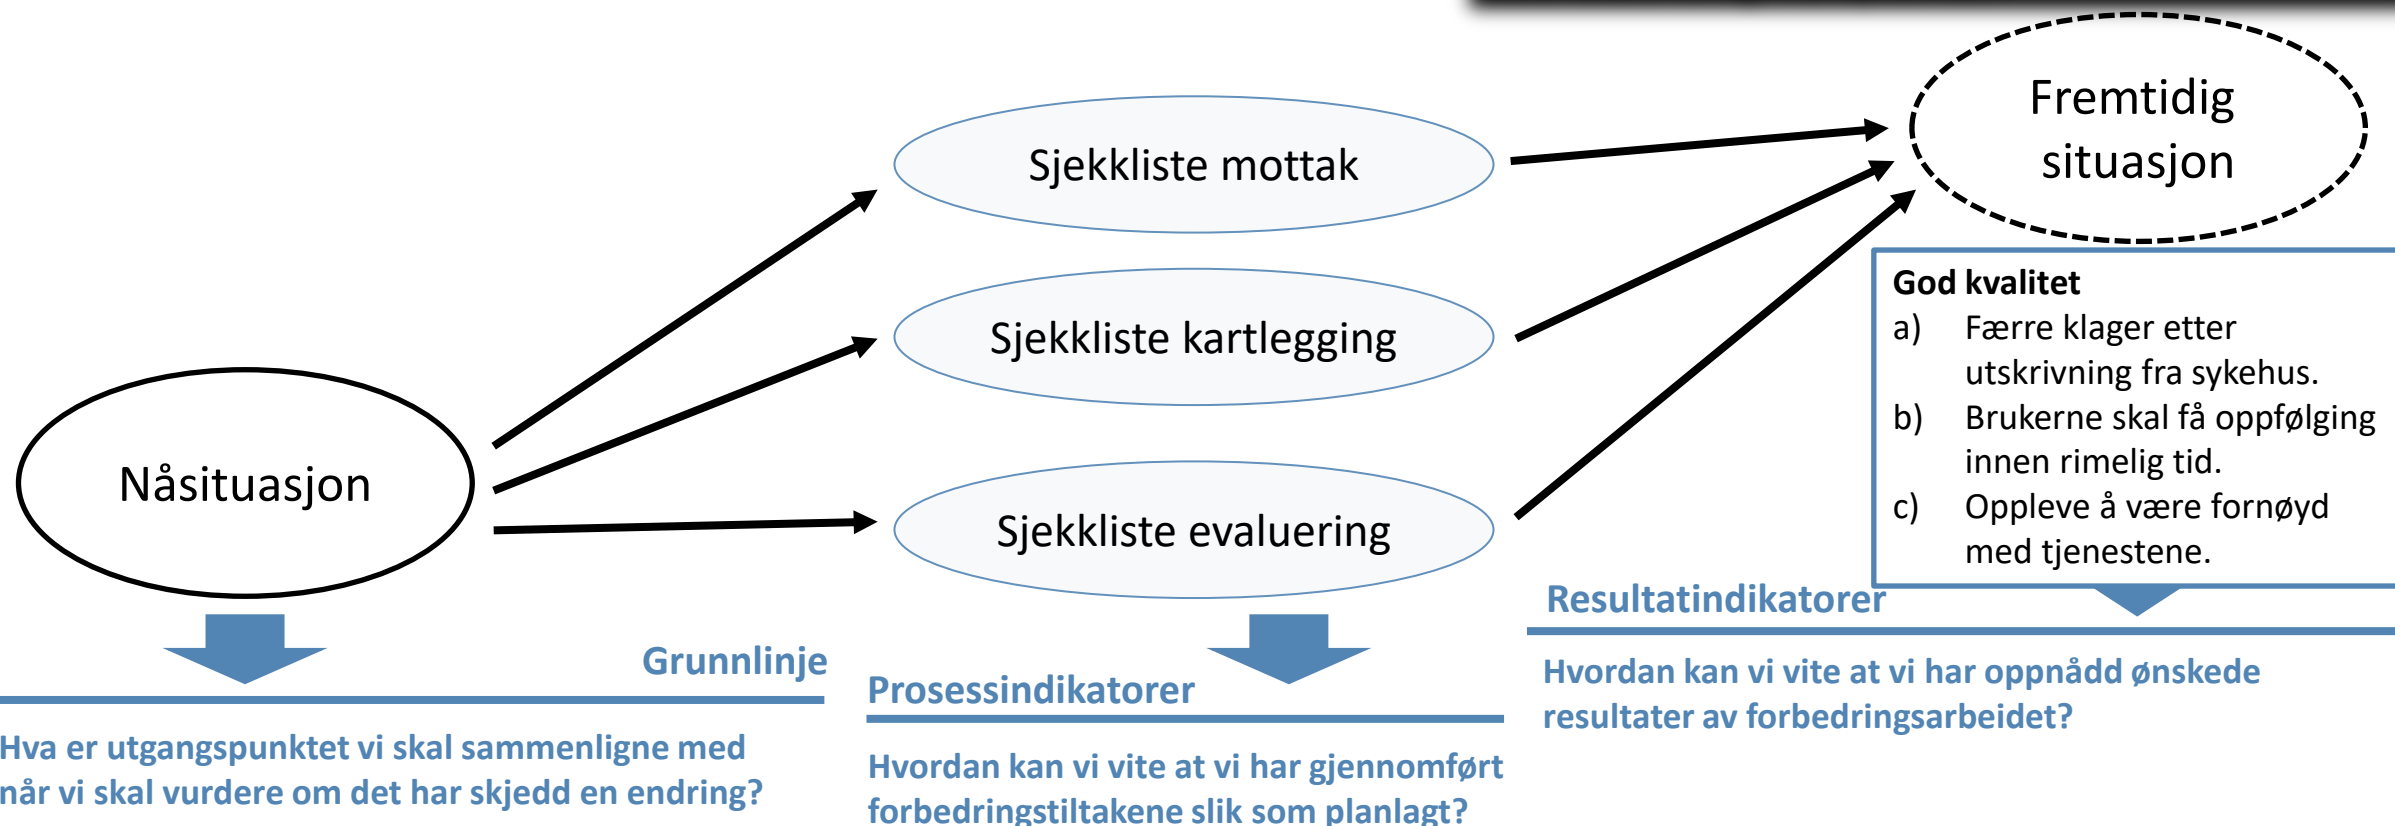 Fremtidig
situasjon
Sjekkliste mottak
Sjekkliste kartlegging
Sjekkliste evaluering
Nåsituasjon
God kvalitet
a) Færre klager etter
utskrivning fra sykehus.
b) Brukerne skal få oppfølging
innen rimelig tid.
c) Oppleve å være fornøyd
med tjenestene.
Grunnlinje
Hva er utgangspunktet vi skal sammenligne med
når vi skal vurdere om det har skjedd en endring?
Prosessindikatorer
Hvordan kan vi vite at vi har gjennomført
forbedringstiltakene slik som planlagt?
Resultatindikatorer
Hvordan kan vi vite at vi har oppnådd ønskede
resultater av forbedringsarbeidet?